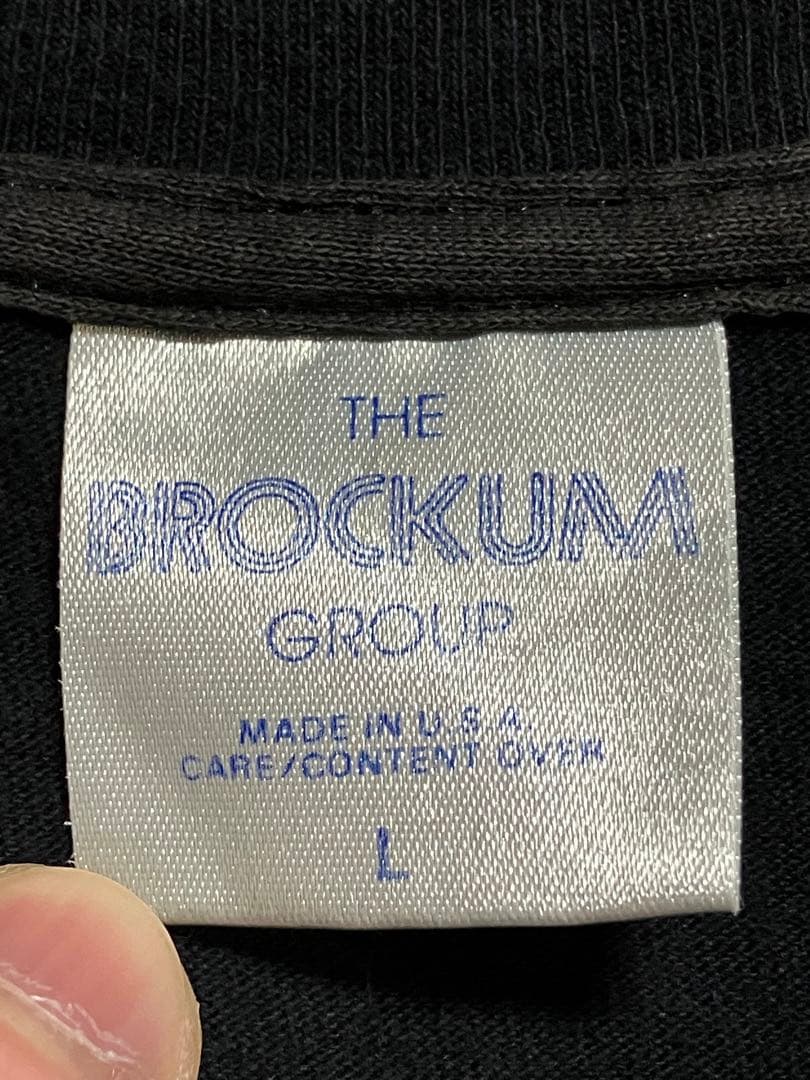 THE
BROCKUM
GROUP
MADE IN U.S.A.
CARE/CONTENT OVER
L